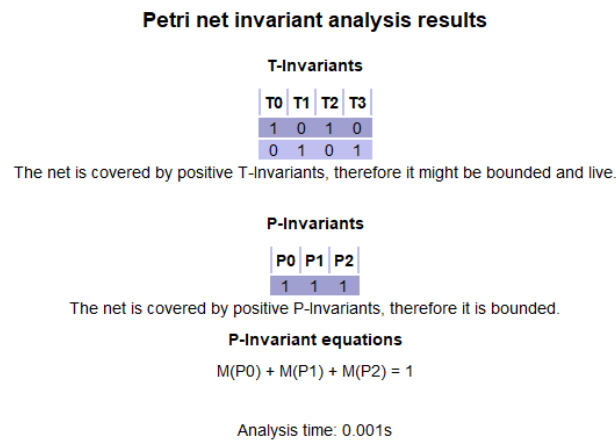 Petri net invariant analysis results
T-Invariants
T0 T1 T2 T3
1 0 1 0
0 1 0 1
The net is covered by positive T-Invariants, therefore it might be bounded and live.
P-Invariants
P0 P1 P2
1 1 1
The net is covered by positive P-Invariants, therefore it is bounded.
P-Invariant equations
M(P0) + M(P1) + M(P2) = 1
Analysis time: 0.001s